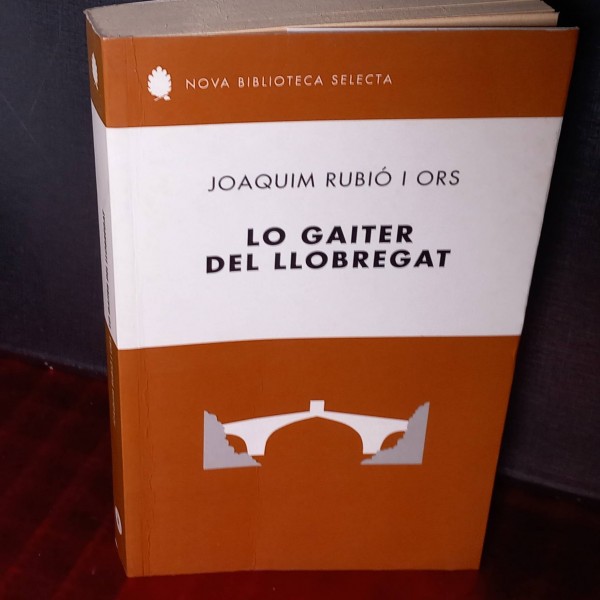 NOVA BIBLIOTECA SELECTA
JOAQUIM RUBIÓ I ORS
LO GAITER
DEL LLOBREGAT